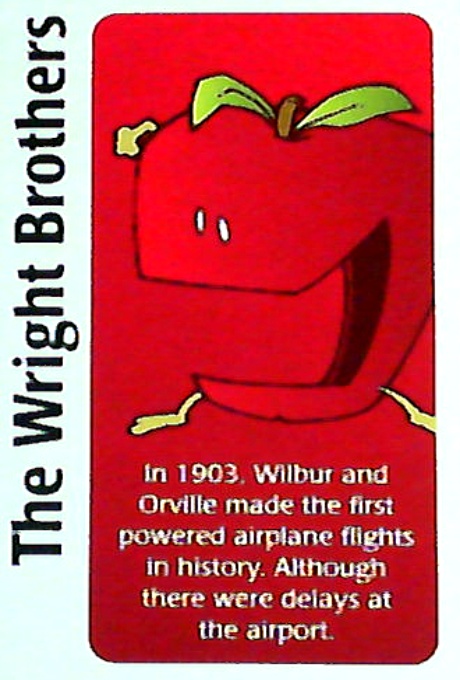 The Wright Brothers
In 1903, Wilbur and
Orville made the first
powered airplane flights
in history. Although
there were delays at
the airport.